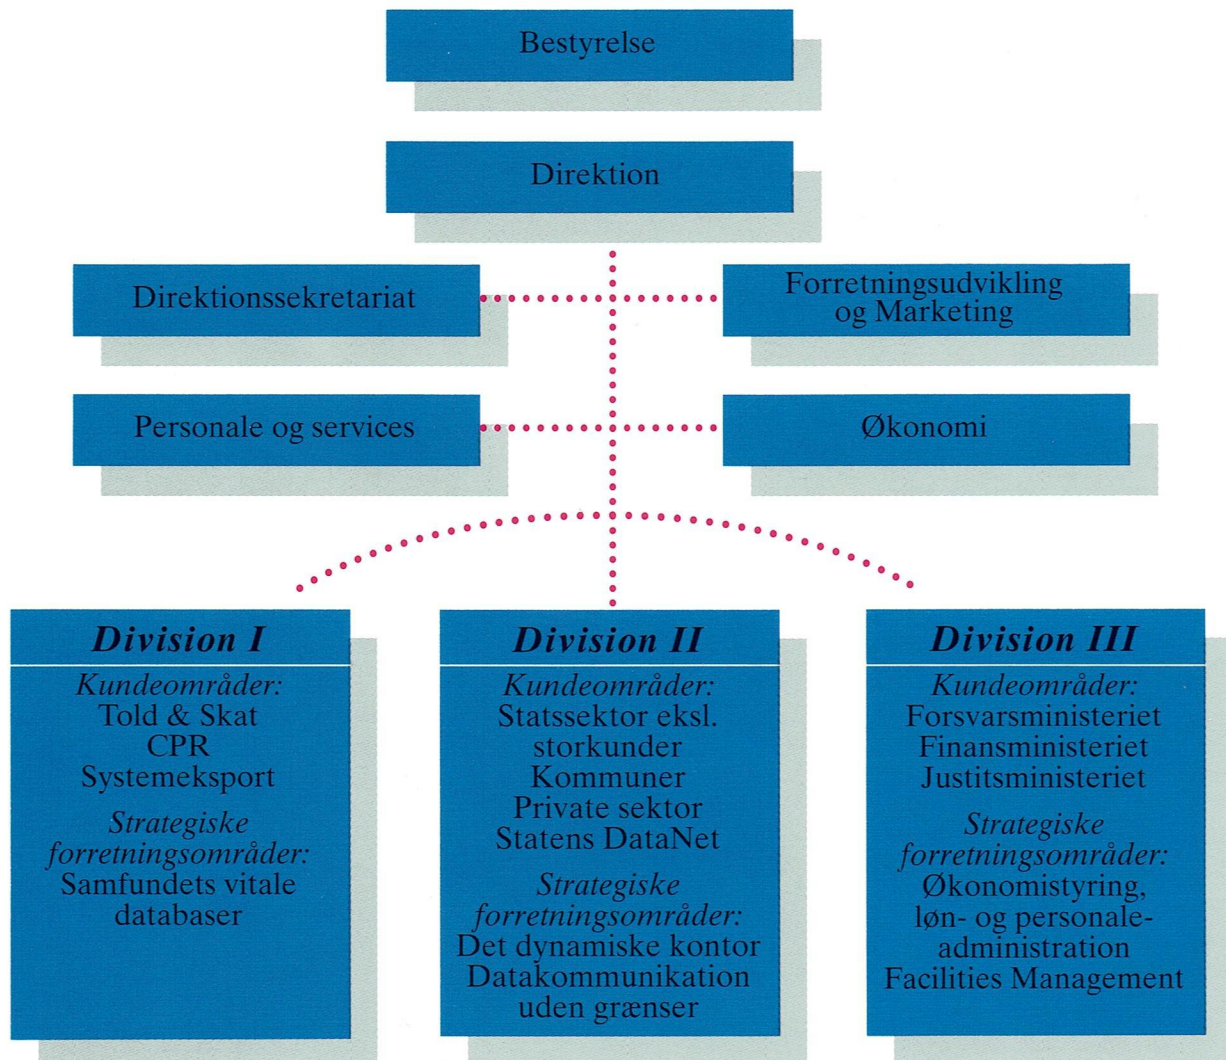 Bestyrelse
Direktion
Direktionssekretariat
Forretningsudvikling
og Marketing
Personale og services
Økonomi
Division I
Kundeområder:
Told & Skat
CPR
Systemeksport
Strategiske
forretningsområder:
Samfundets vitale
databaser
Division II
Kundeområder:
Statssektor eksl.
storkunder
Kommuner
Private sektor
Statens DataNet
Strategiske
forretningsområder:
Det dynamiske kontor
Datakommunikation
uden grænser
Division III
Kundeområder:
Forsvarsministeriet
Finansministeriet
Justitsministeriet
Strategiske
forretningsområder:
Økonomistyring,
løn- og personale-
administration
Facilities Management